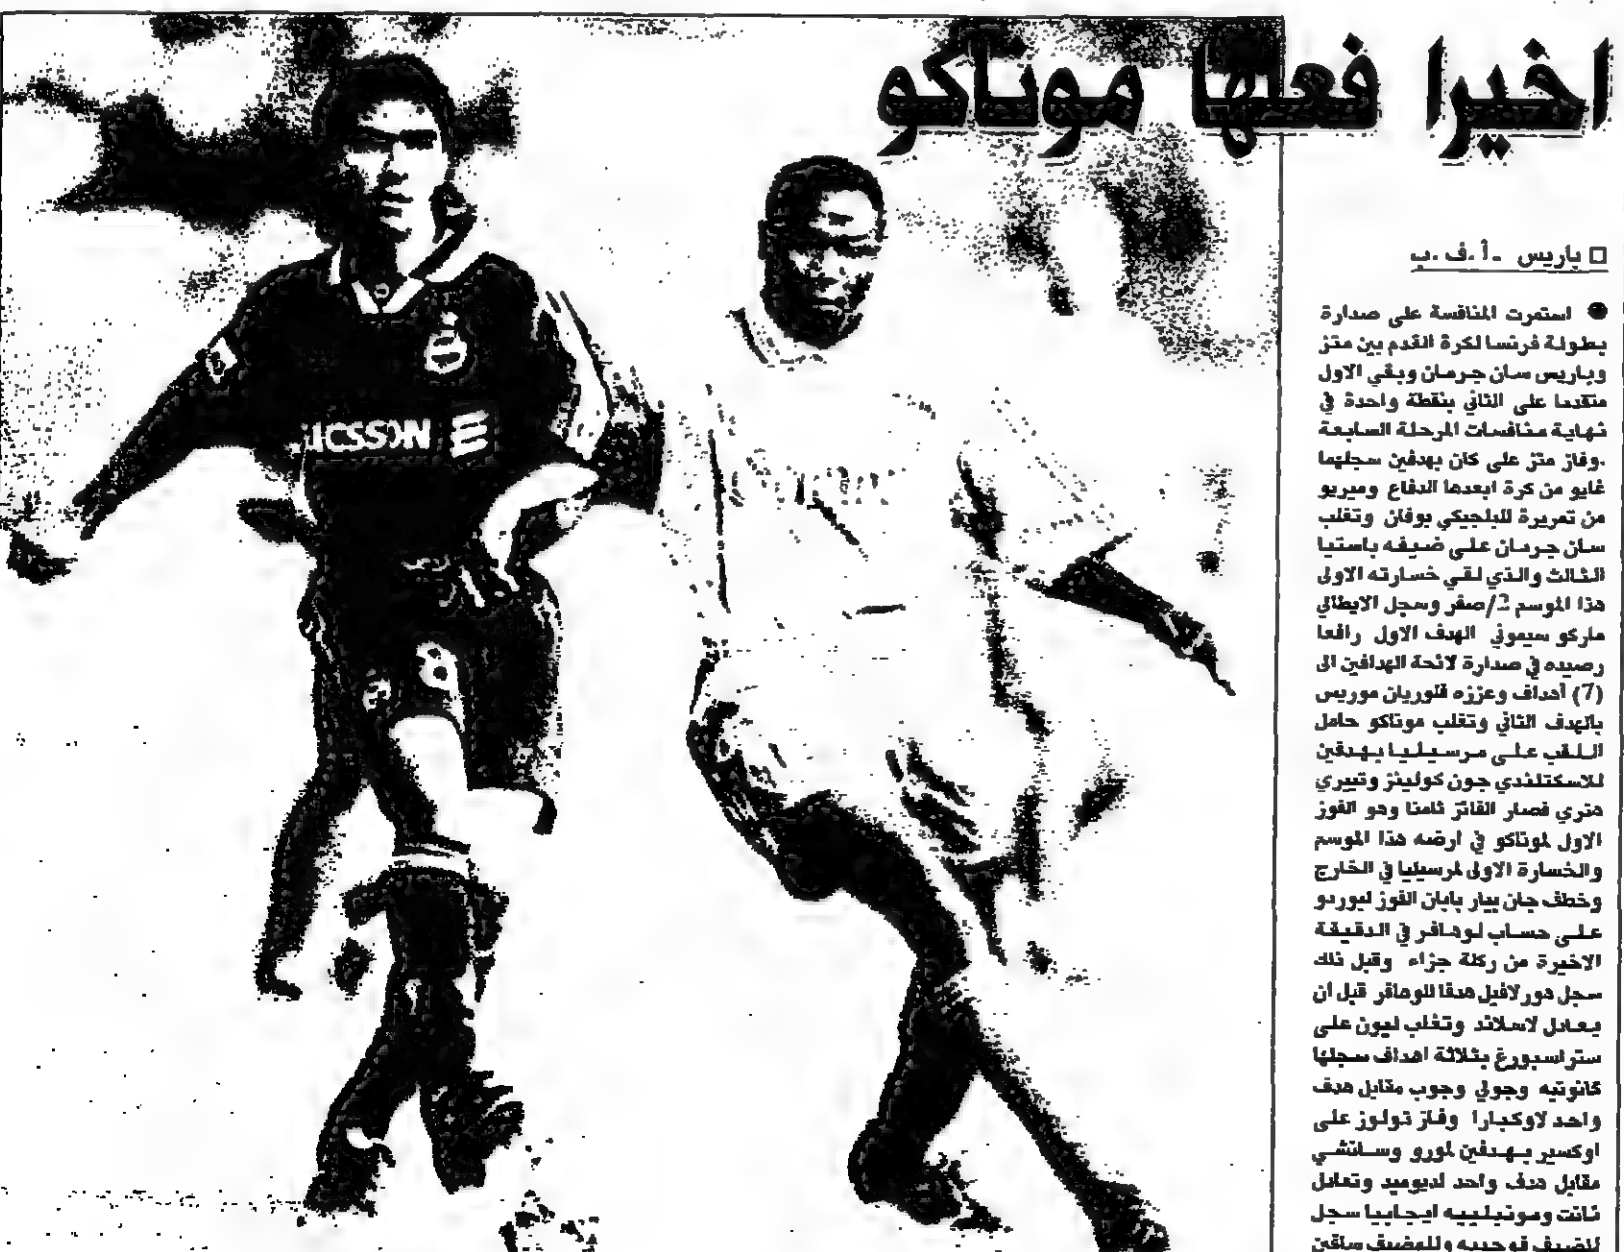 اخيرا فعلها موناكو
باريس - أ.ف.ب
استمرت المنافسة على صدارة
بطولة فرنسا لكرة القدم بين متز
وباريس سان جرمان وبقي الاول
متقدما على الثاني بنقطة واحدة في
نهاية منافسات المرحلة السابعة
.وفاز متز على كان بهدفين سجلهما
غايو من كرة ابعدها الدفاع وميريو
من تمريرة للبلجيكي بوفان وتغلب
سان جرمان على ضيفه باستيا
الثالث والذي لقي خسارته الاولى
هذا الموسم 2/صفر وسجل الايطالي
ماركو سيموني الهدف الاول رافعا
رصيده في صدارة لائحة الهدافين الى
(7) أهداف وعززه فلوريان موريس
بالهدف الثاني وتغلب موناكو حامل
اللقب على مرسيليا بهدفين
للاسكتلندي جون كولينز وتييري
هنري فصار الفائز ثامنا وهو الفوز
الاول لموناكو في ارضه هذا الموسم
والخسارة الاولى لمرسيليا في الخارج
وخطف جان بيار بابان الفوز لبوردو
على حساب لوهافر في الدقيقة
الاخيرة من ركلة جزاء وقبل ذلك
سجل هورلافيل هدفا للوهافر قبل ان
يعادل لاسلاند وتغلب ليون على
ستراسبورغ بثلاثة اهداف سجلها
كانوتيه وجولي وجوب مقابل هدف
واحد لاوكبارا وفاز تولوز على
اوكسير بهدفين لمورو وسانتشي
مقابل هدف واحد لديوميد وتعادل
نانت ومونبلييه ايجابيا سجل
للضيف قوجبيه وللمضيف سافين
ICSSON